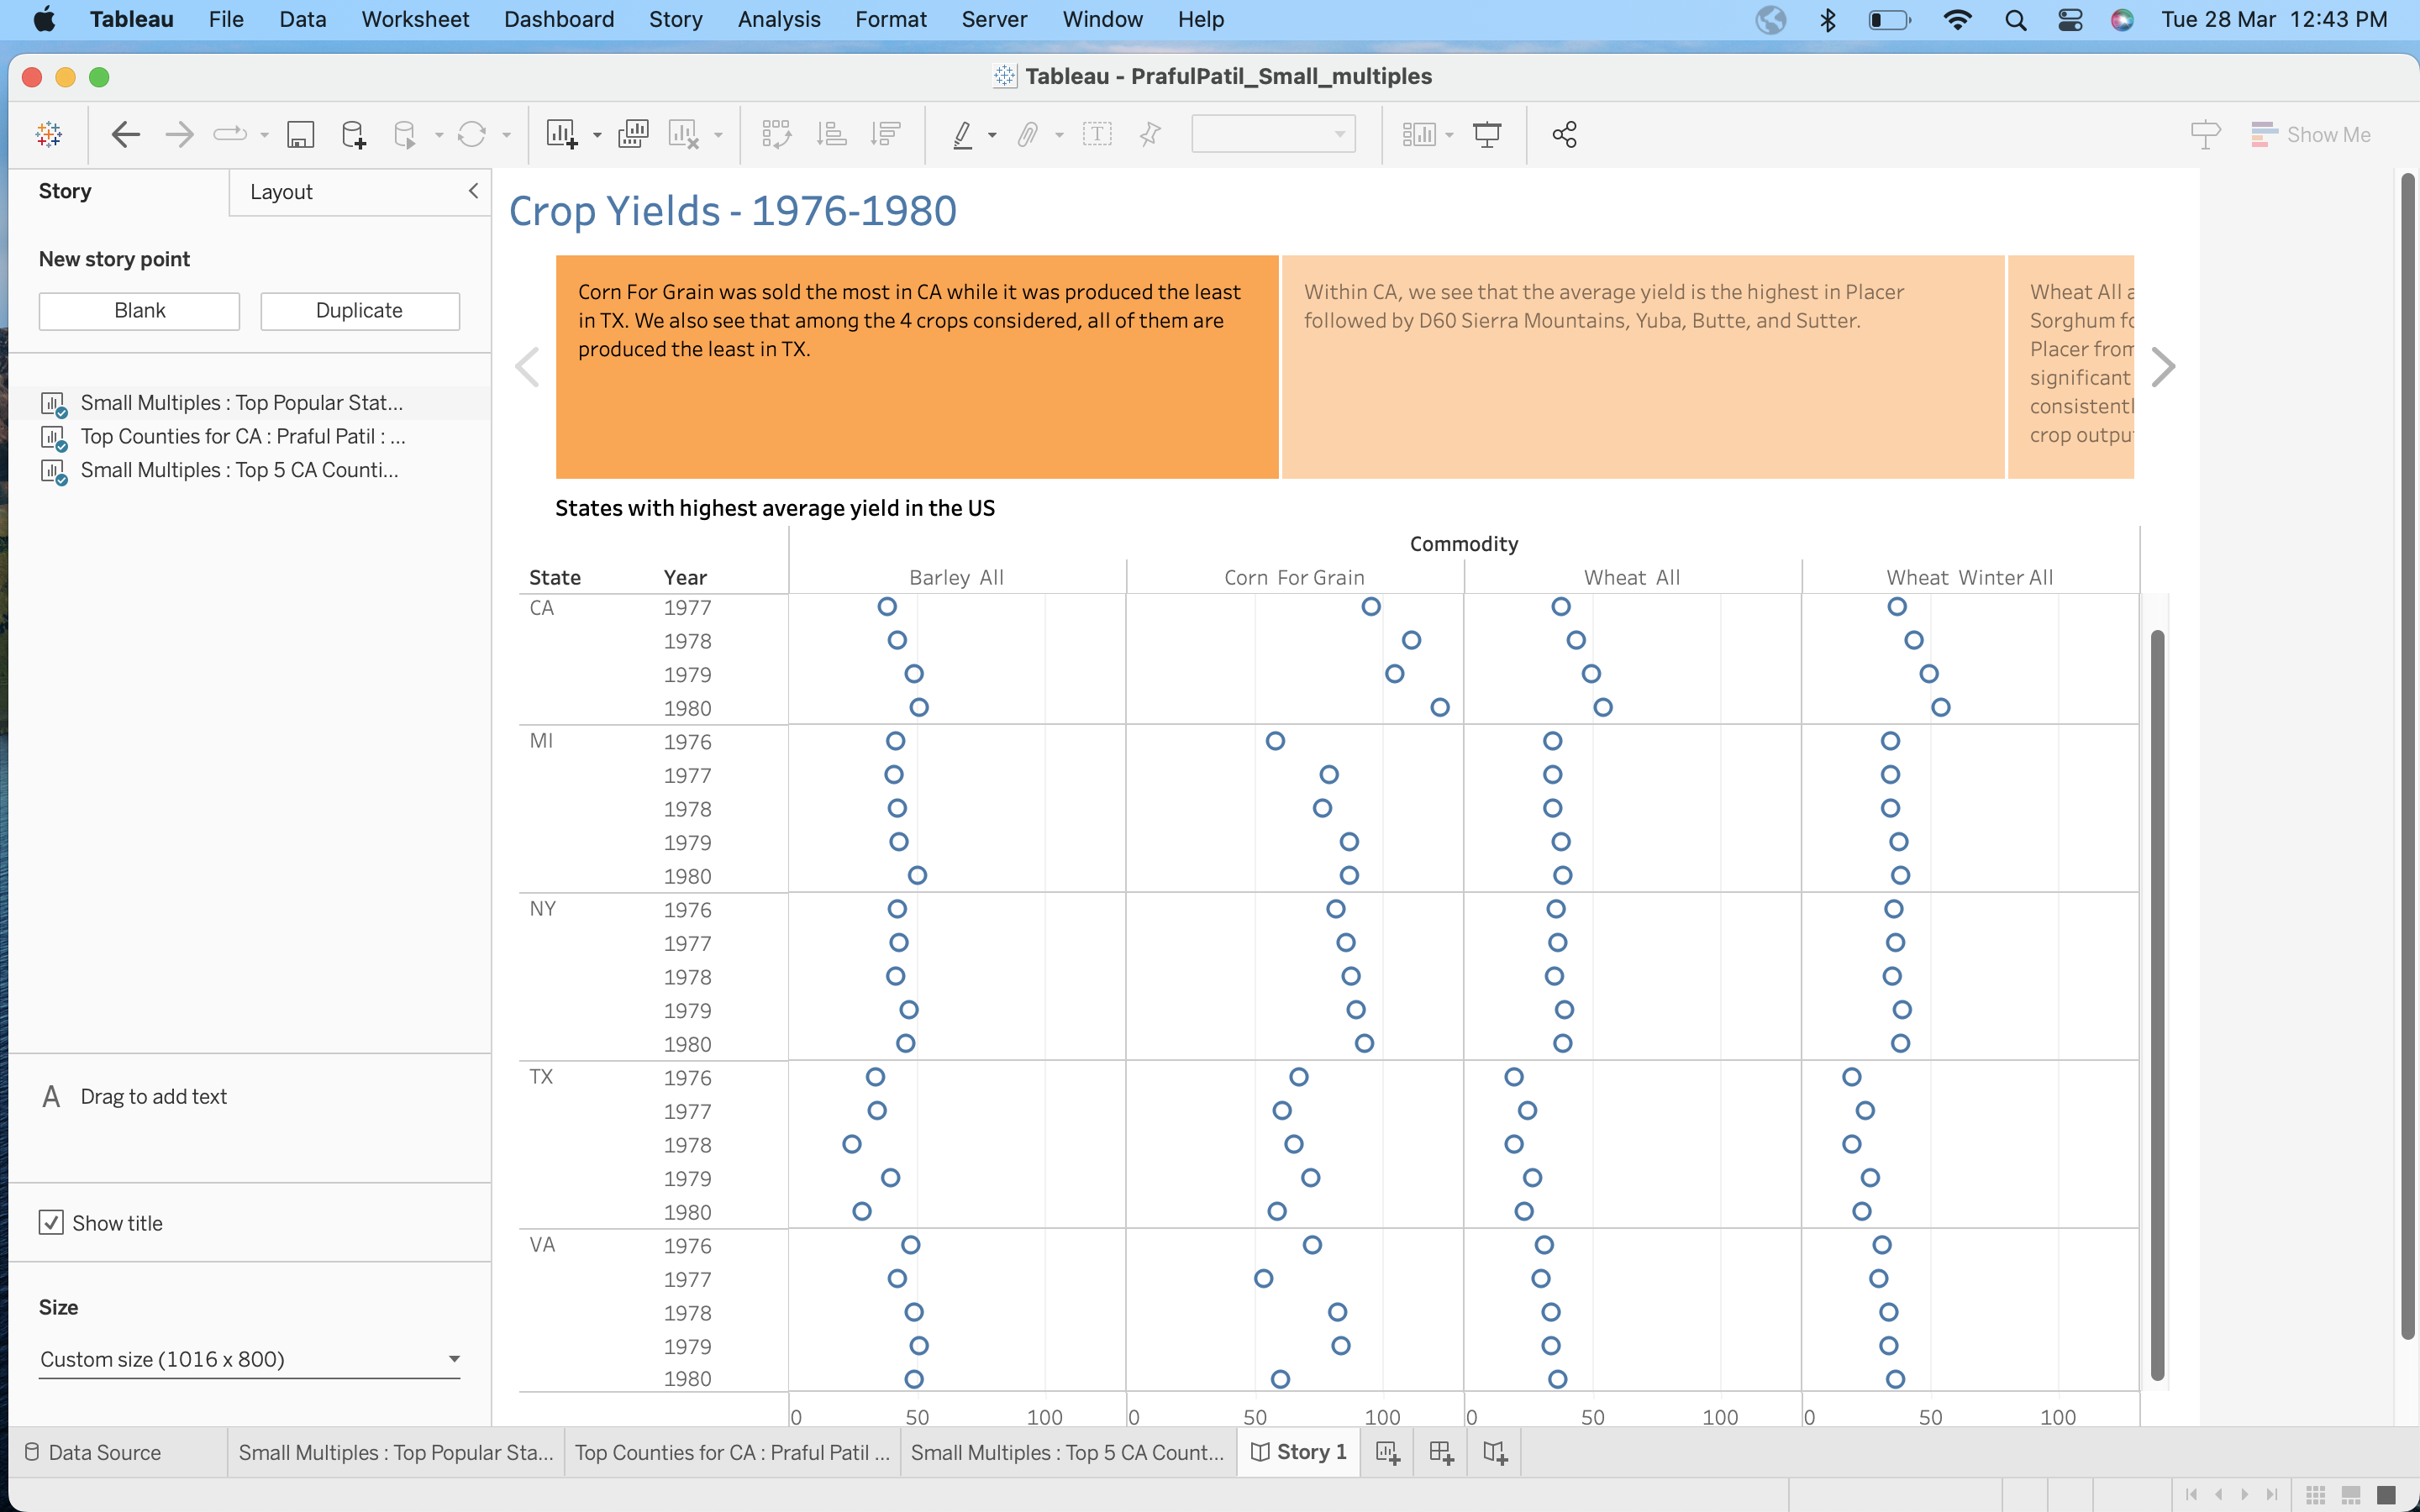 Tableau File Data Worksheet Dashboard Story Analysis Format Server Window Help Tue 28 Mar 12:43 PM
Tableau - PrafulPatil_Small_multiples
Show Me
Story Layout
New story point
Blank Duplicate
Small Multiples : Top Popular Stat...
Top Counties for CA : Praful Patil : ...
Small Multiples : Top 5 CA Counti...
A Drag to add text
Show title
Size
Custom size (1016 x 800)
Crop Yields - 1976-1980
Corn For Grain was sold the most in CA while it was produced the least
in TX. We also see that among the 4 crops considered, all of them are
produced the least in TX.
Within CA, we see that the average yield is the highest in Placer
followed by D60 Sierra Mountains, Yuba, Butte, and Sutter.
Wheat All a
Sorghum fo
Placer from
significant
consistentl
crop outpu
States with highest average yield in the US
Commodity
State Year Barley All Corn For Grain Wheat All Wheat Winter All
CA 1977
1978
1979
1980
MI 1976
1977
1978
1979
1980
NY 1976
1977
1978
1979
1980
TX 1976
1977
1978
1979
1980
VA 1976
1977
1978
1979
1980
0 50 100 0 50 100 0 50 100 0 50 100
Data Source Small Multiples : Top Popular Sta... Top Counties for CA : Praful Patil ... Small Multiples : Top 5 CA Count... Story 1